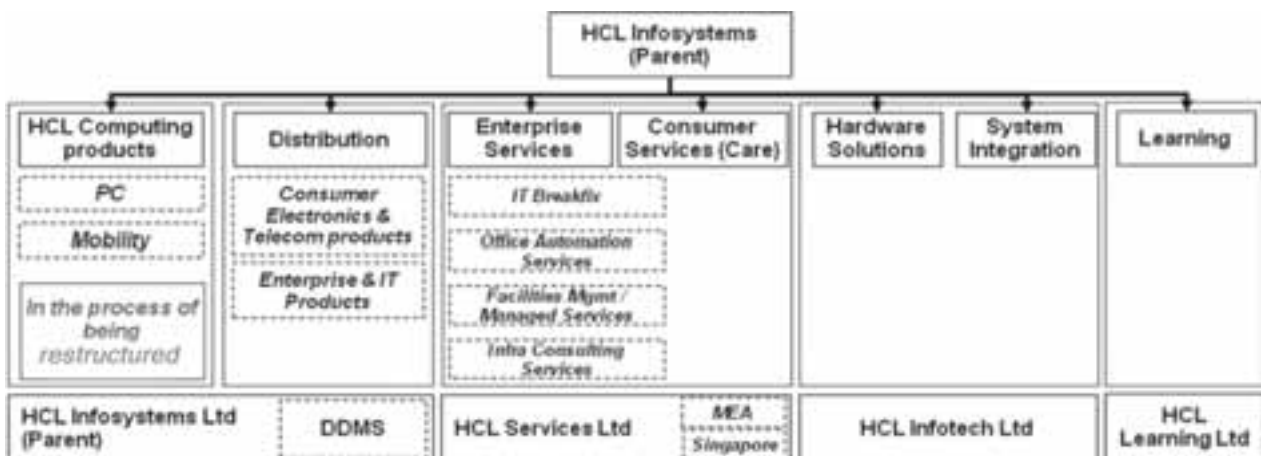 HCL Infosystems
(Parent)
HCL Computing
products
Distribution
Enterprise
Services
Consumer
Services (Care)
Hardware
Solutions
System
Integration
Learning
PC
Mobility
In the process of
being
restructured
Consumer
Electronics &
Telecom products
Enterprise & IT
Products
IT Breakfix
Office Automation
Services
Facilities Mgmt /
Managed Services
Infra Consulting
Services
HCL Infosystems Ltd
(Parent)
DDMS
HCL Services Ltd
MEA
Singapore
HCL Infotech Ltd
HCL
Learning Ltd